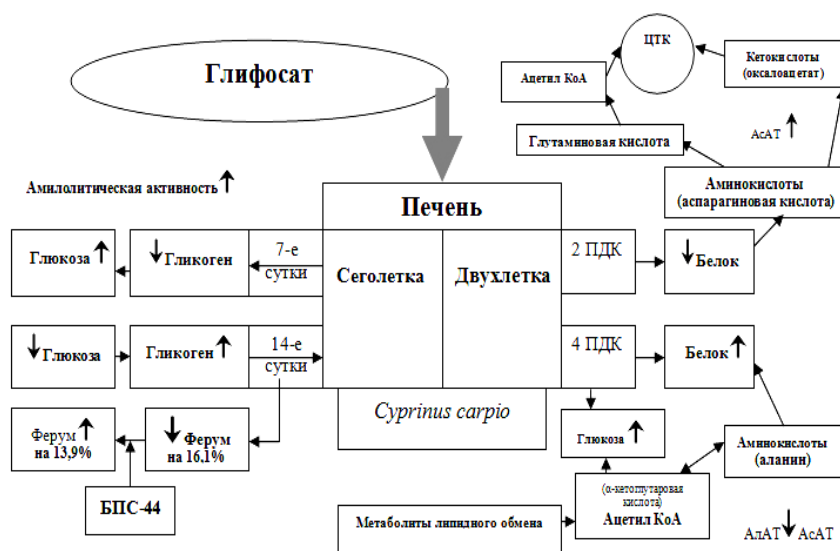 Глифосат
ЦТК
Ацетил КоА
Кетокислоты
(оксалоацетат)
Глутаминовая кислота
АсАТ
Амилолитическая активность
Аминокислоты
(аспарагиновая кислота)
Печень
Глюкоза
Гликоген
7-е
сутки
Сеголетка
Двухлетка
2 ПДК
Белок
Глюкоза
Гликоген
14-е
сутки
4 ПДК
Белок
Cyprinus carpio
Ферум
на 13,9%
Ферум
на 16,1%
Глюкоза
Аминокислоты
(аланин)
БПС-44
Метаболиты липидного обмена
(α-кетоглутаровая
кислота)
Ацетил КоА
АлАТ АсАТ